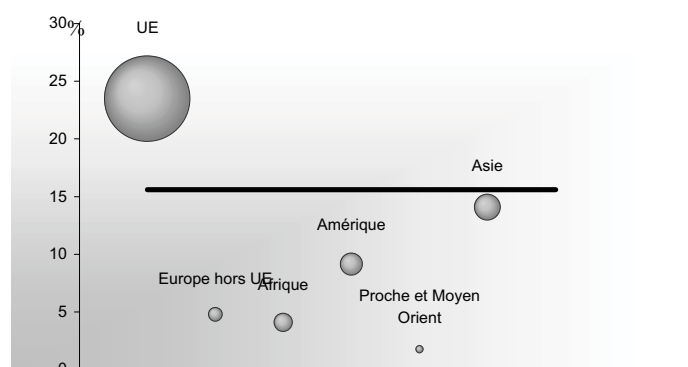 30
%
UE
25
20
Asie
15
Amérique
10
Europe hors UE
Afrique
Proche et Moyen
Orient
5
0